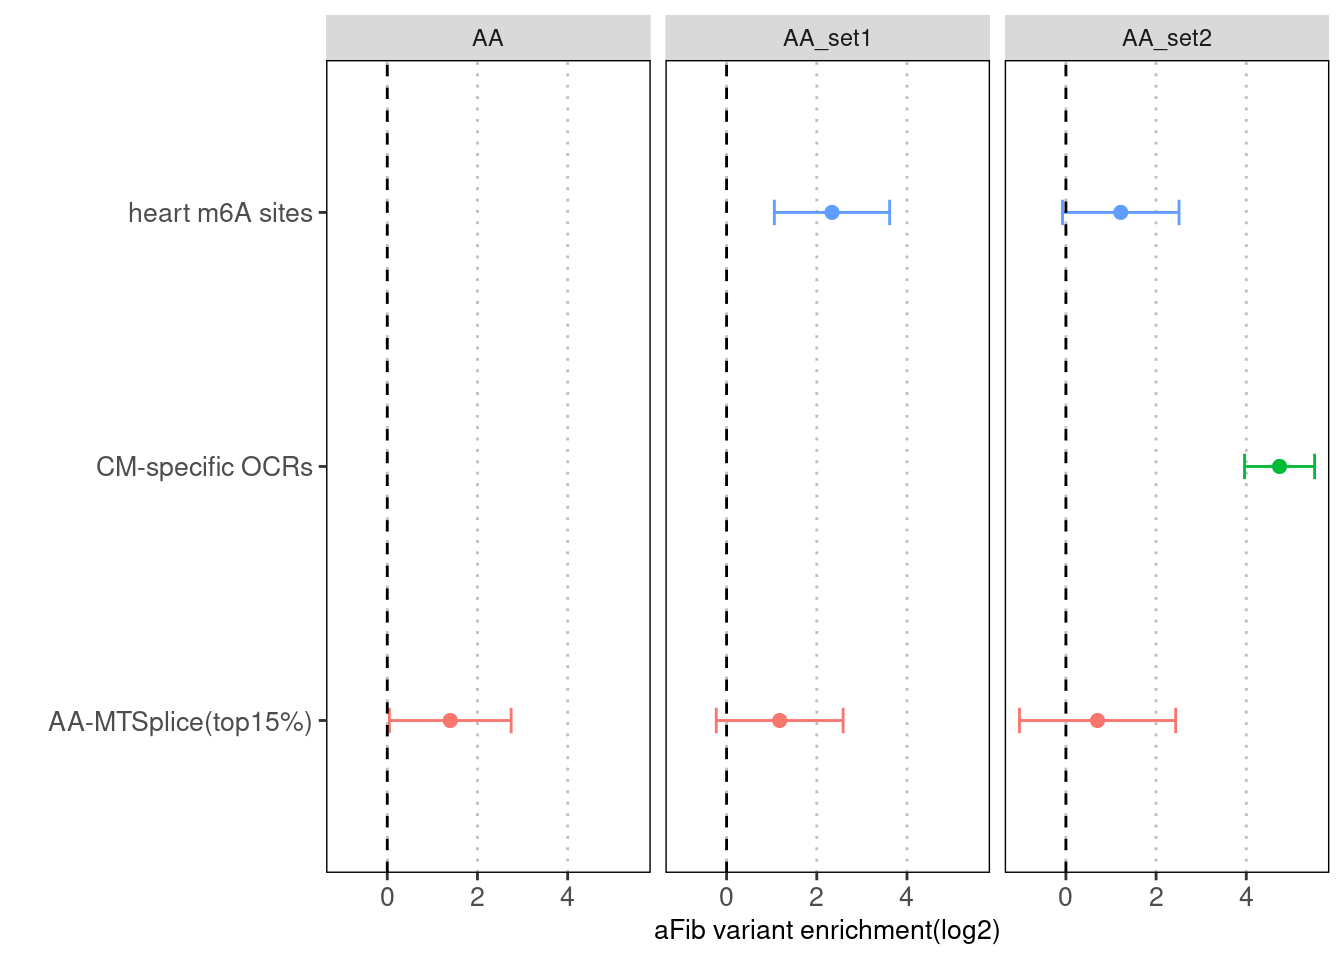 AA
AA_set1
AA_set2
heart m6A sites
CM-specific OCRs
AA-MTSplice(top15%)
0 2 4 0 2 4 0 2 4
aFib variant enrichment(log2)